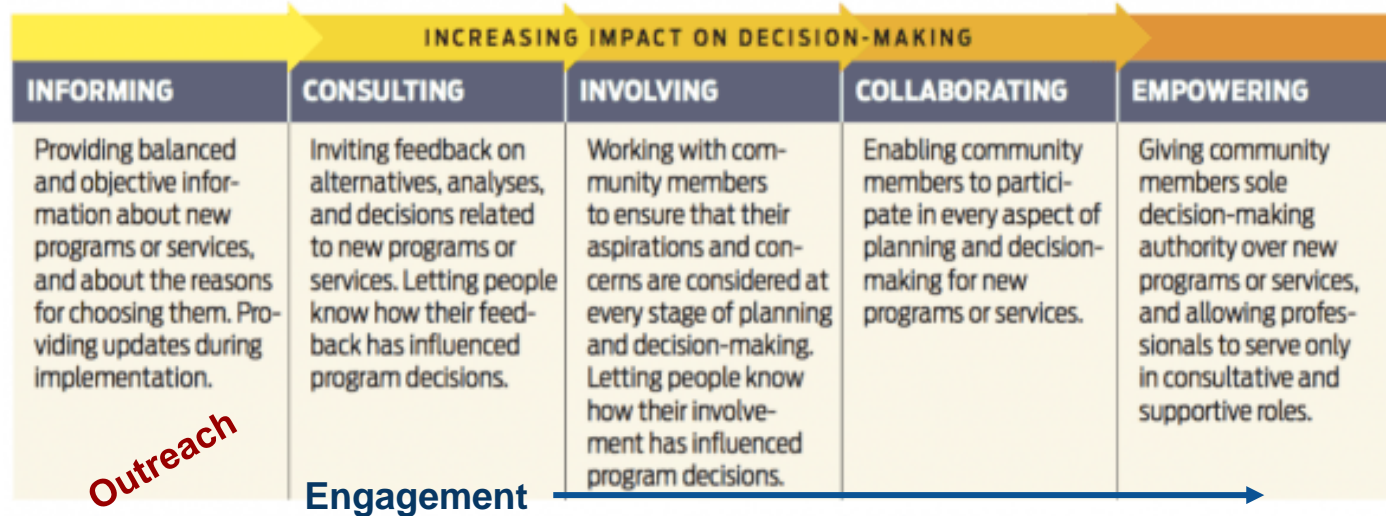 INCREASING IMPACT ON DECISION-MAKING
INFORMING
Providing balanced
and objective infor-
mation about new
programs or services,
and about the reasons
for choosing them. Pro-
viding updates during
implementation.
CONSULTING
Inviting feedback on
alternatives, analyses,
and decisions related
to new programs or
services. Letting people
know how their feed-
back has influenced
program decisions.
INVOLVING
Working with com-
munity members
to ensure that their
aspirations and con-
cerns are considered at
every stage of planning
and decision-making.
Letting people know
how their involve-
ment has influenced
program decisions.
COLLABORATING
Enabling community
members to partici-
pate in every aspect of
planning and decision-
making for new
programs or services.
EMPOWERING
Giving community
members sole
decision-making
authority over new
programs or services,
and allowing profes-
sionals to serve only
in consultative and
supportive roles.
Outreach
Engagement